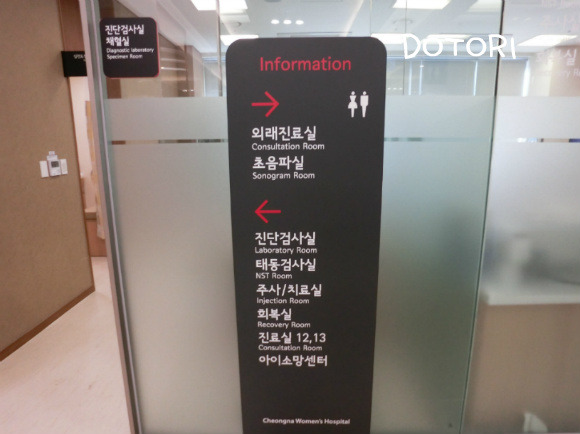 진단검사실
채혈실
Diagnostic laboratory
Specimen Room
DOTORI
Information
외래진료실
Consultation Room
초음파실
Sonogram Room
진단검사실
Laboratory Room
태동검사실
NST Room
주사/치료실
Injection Room
회복실
Recovery Room
진료실 12,13
Consultation Room
아이소망센터
Cheongna Women's Hospital